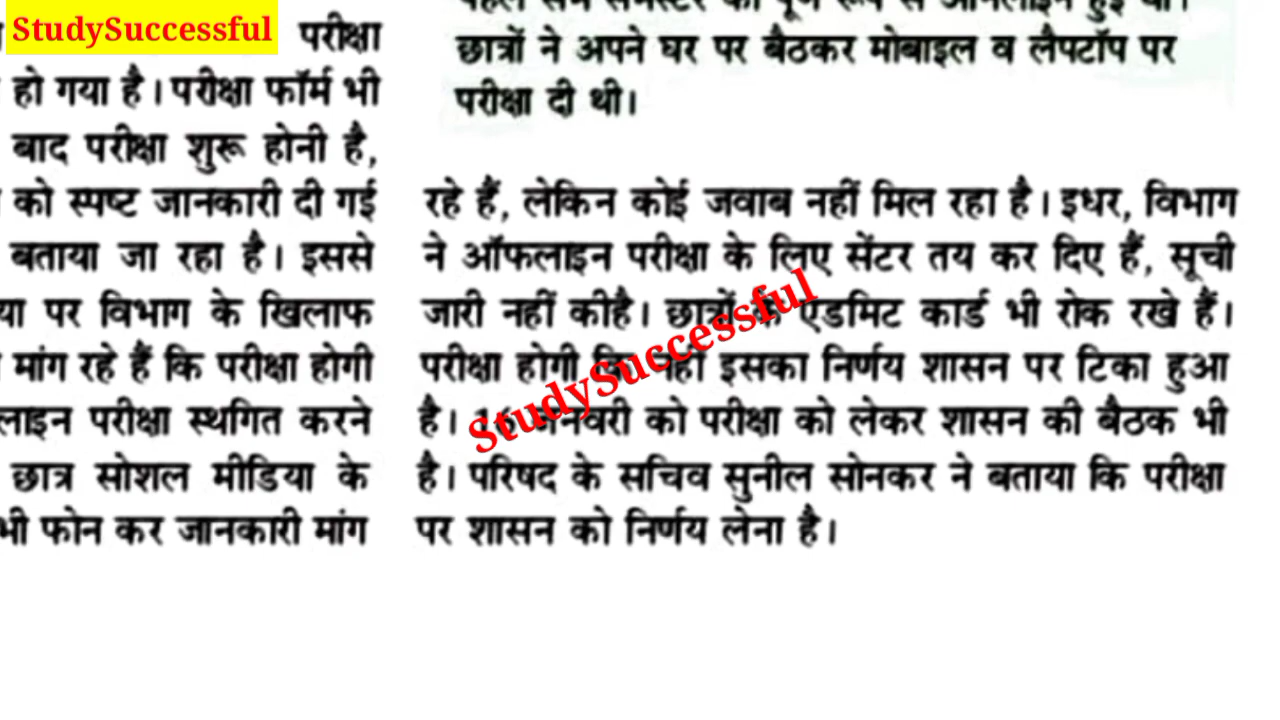 StudySuccessful
परीक्षा
हो गया है। परीक्षा फॉर्म भी
बाद परीक्षा शुरू होनी है,
को स्पष्ट जानकारी दी गई
बताया जा रहा है। इससे
या पर विभाग के खिलाफ
मांग रहे हैं कि परीक्षा होगी
लाइन परीक्षा स्थगित करने
छात्र सोशल मीडिया के
भी फोन कर जानकारी मांग
छात्रों ने अपने घर पर बैठकर मोबाइल व लैपटॉप पर
परीक्षा दी थी।
रहे हैं, लेकिन कोई जवाब नहीं मिल रहा है। इधर, विभाग
ने ऑफलाइन परीक्षा के लिए सेंटर तय कर दिए हैं, सूची
जारी नहीं कीहै। छात्रों के एडमिट कार्ड भी रोक रखे हैं।
परीक्षा होगी कि नहीं इसका निर्णय शासन पर टिका हुआ
है। जनवरी को परीक्षा को लेकर शासन की बैठक भी
है। परिषद के सचिव सुनील सोनकर ने बताया कि परीक्षा
पर शासन को निर्णय लेना है।
StudySuccessful